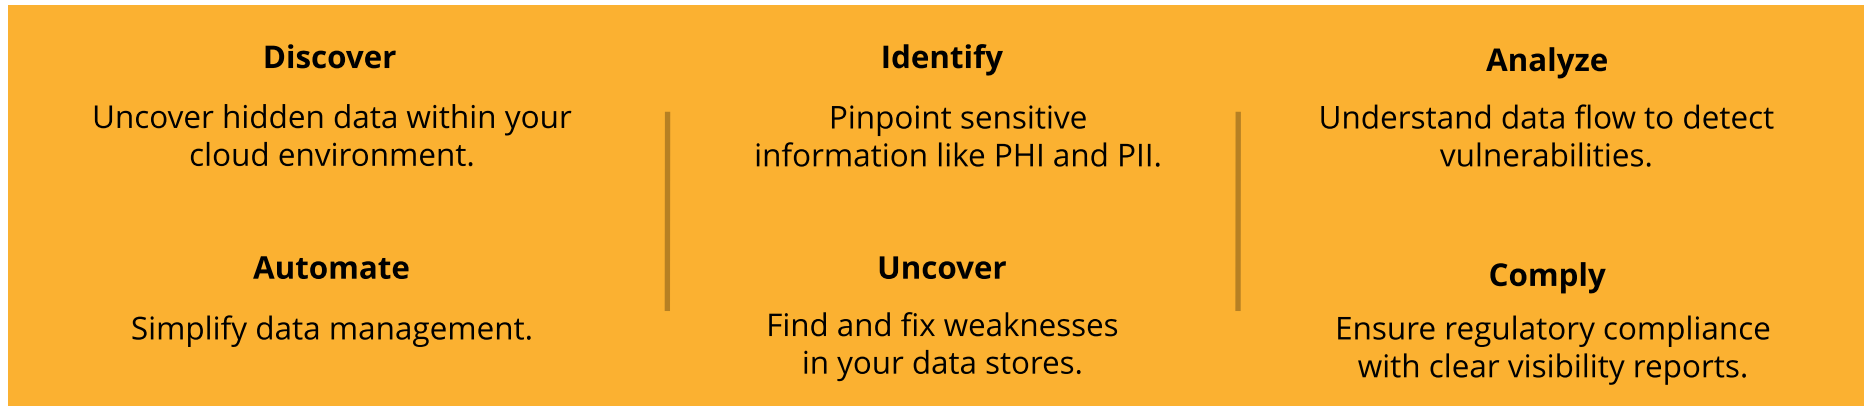 Discover
Uncover hidden data within your
cloud environment.
Identify
Pinpoint sensitive
information like PHI and PII.
Analyze
Understand data flow to detect
vulnerabilities.
Automate
Simplify data management.
Uncover
Find and fix weaknesses
in your data stores.
Comply
Ensure regulatory compliance
with clear visibility reports.